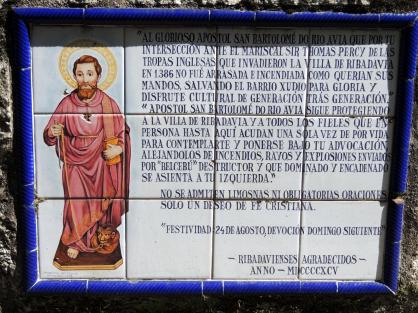 "AL GLORIOSO APOSTOL SAN BARTOLOMÉ DO RIO AVIA QUE POR TU
INTERSECCIÓN ANTE EL MARISCAL SIR THOMAS PERCY DE LAS
TROPAS INGLESAS QUE INVADIERON LA VILLA DE RIBADAVIA
EN 1386 NO FUÉ ARRASADA E INCENDIADA COMO QUERIAN SUS
MANDOS, SALVANDO EL BARRIO XUDIO PARA GLORIA Y
DISFRUTE CULTURAL DE GENERACIÓN TRÁS GENERACIÓN."
"APOSTOL SAN BARTOLOMÉ DO RIO AVIA SIGUE PROTEGIENDO
A LA VILLA DE RIBADAVIA Y A TODOS LOS FIELES QUE EN
PERSONA HASTA AQUI ACUDAN UNA SOLA VEZ DE POR VIDA
PARA CONTEMPLARTE Y PONERSE BAJO TU ADVOCACIÓN
ALEJANDOLOS DE INCENDIOS, RAYOS Y EXPLOSIONES ENVIADOS
POR "BELCEBÚ" DESTRUCTOR Y QUE DOMINADO Y ENCADENADO
SE ASIENTA A TU IZQUIERDA."
NO SE ADMITEN LIMOSNAS NI OBLIGATORIAS ORACIONES
SOLO UN DESEO DE FÉ CRISTIANA.
"FESTIVIDAD: 24 DE AGOSTO, DEVOCIÓN DOMINGO SIGUIENTE"
- RIBADAVIENSES AGRADECIDOS -
ANNO - MCCCCXCV -